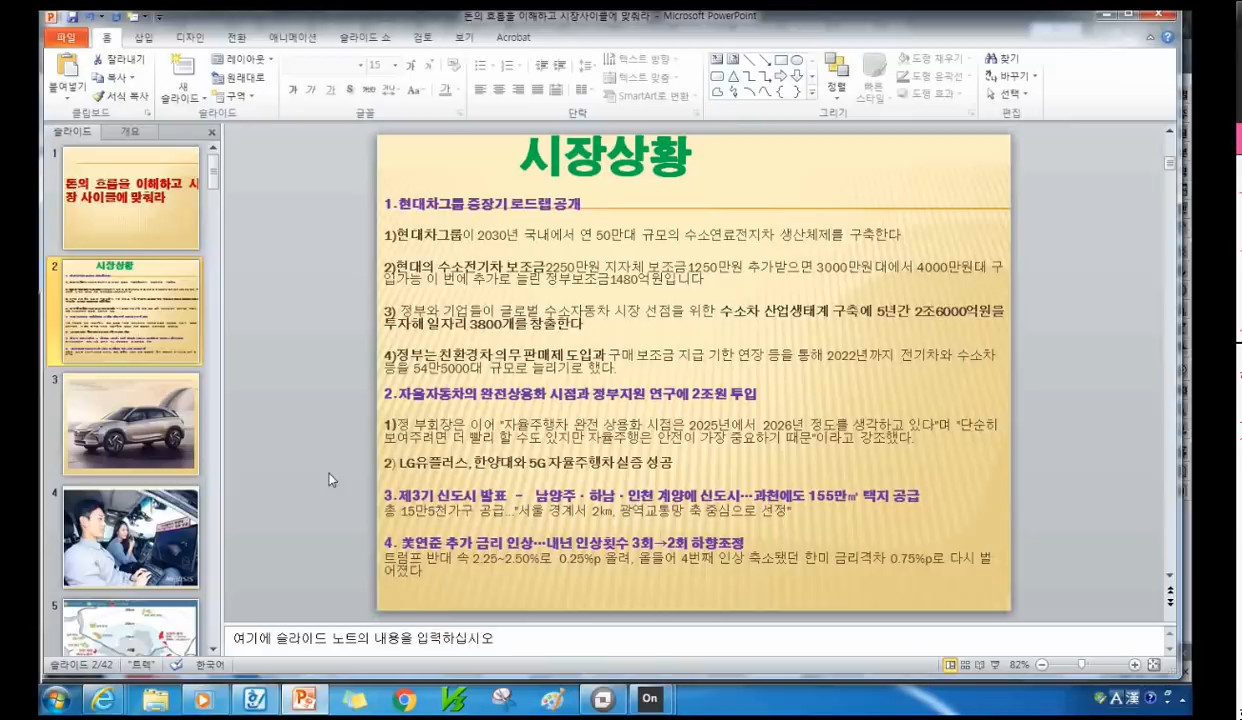 돈의 흐름을 이해하고 시장사이클에 맞춰라 - Microsoft PowerPoint
파일 홈 삽입 디자인 전환 애니메이션 슬라이드 쇼 검토 보기 Acrobat
잘라내기
복사
서식 복사
붙여넣기
클립보드
새 슬라이드
레이아웃
원래대로
구역
슬라이드
15
가 가 가
글꼴
텍스트 방향
텍스트 맞춤
SmartArt로 변환
단락
정렬
빠른 스타일
도형 채우기
도형 윤곽선
도형 효과
그리기
찾기
바꾸기
선택
편집
슬라이드 개요
1
돈의 흐름을 이해하고 시
장 사이클에 맞춰라
2
시장상황
3
4
5
시장상황
1.현대차그룹 중장기 로드맵 공개
1)현대차그룹이 2030년 국내에서 연 50만대 규모의 수소연료전지차 생산체제를 구축한다
2)현대의 수소전기차 보조금2250만원 지자체 보조금1250만원 추가받으면 3000만원대에서 4000만원대 구
입가능 이 번에 추가로 늘린 정부보조금1480억원입니다
3) 정부와 기업들이 글로벌 수소자동차 시장 선점을 위한 수소차 산업생태계 구축에 5년간 2조6000억원을
투자해 일자리 3800개를 창출한다
4)정부는 친환경차 의무 판매제 도입과 구매 보조금 지급 기한 연장 등을 통해 2022년까지 전기차와 수소차
등을 54만5000대 규모로 늘리기로 했다.
2.자율자동차의 완전상용화 시점과 정부지원 연구에 2조원 투입
1)정 부회장은 이어 "자율주행차 완전 상용화 시점은 2025년에서 2026년 정도를 생각하고 있다"며 "단순히
보여주려면 더 빨리 할 수도 있지만 자율주행은 안전이 가장 중요하기 때문"이라고 강조했다.
2) LG유플러스, 한양대와 5G 자율주행차 실증 성공
3.제3기 신도시 발표 - 남양주·하남·인천 계양에 신도시…과천에도 155만㎡ 택지 공급
총 15만5천가구 공급…"서울 경계서 2㎞, 광역교통망 축 중심으로 선정"
4. 美연준 추가 금리 인상…내년 인상횟수 3회→2회 하향조정
트럼프 반대 속 2.25~2.50%로 0.25%p 올려, 올들어 4번째 인상 축소됐던 한미 금리격차 0.75%p로 다시 벌
어졌다
여기에 슬라이드 노트의 내용을 입력하십시오
슬라이드 2/42 "트렉" 한국어 82%
On
A 漢